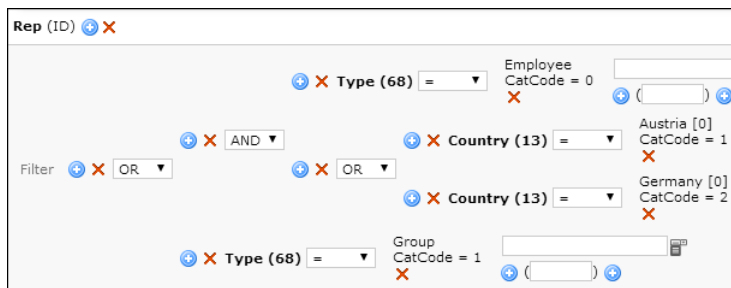 Rep (ID)
Type (68) =
Employee
CatCode = 0
( )
AND
Country (13) =
Austria [0]
CatCode = 1
Filter OR
OR
Country (13) =
Germany [0]
CatCode = 2
Type (68) =
Group
CatCode = 1
( )